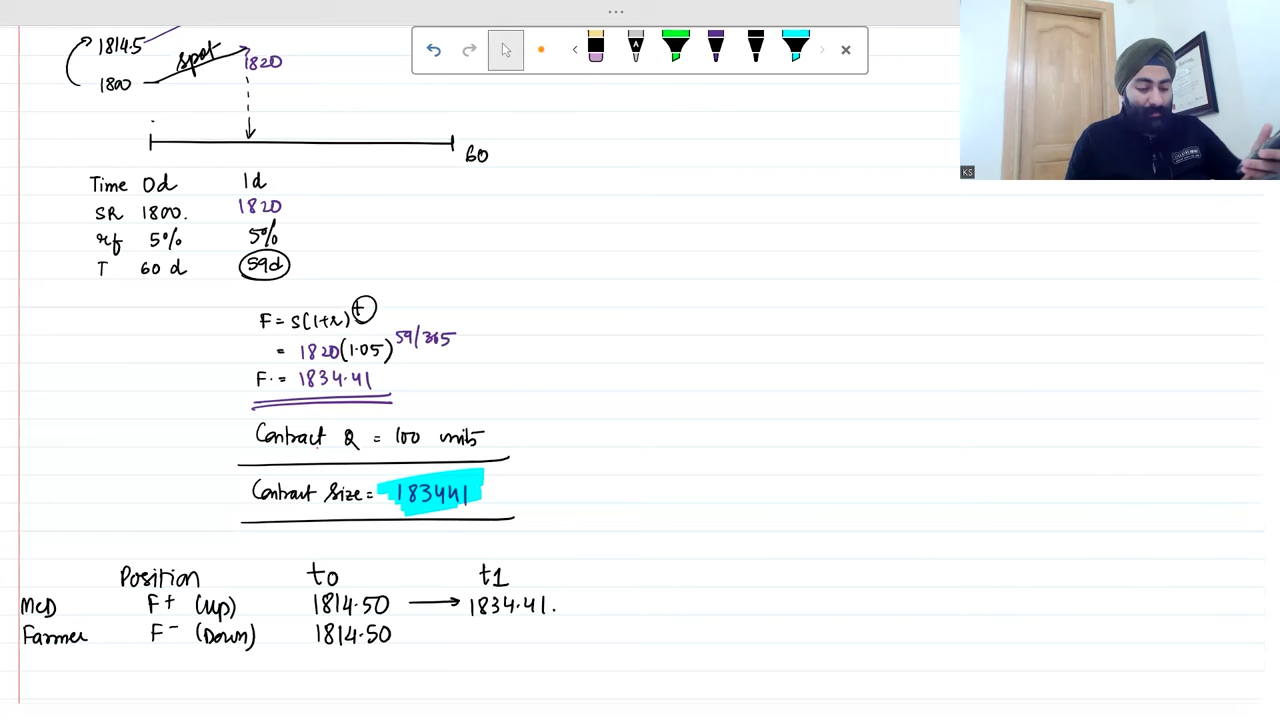 1814.5
spot
1820
1800
60
Time 0d 1d
SR 1800. 1820
rf 5% 5%
T 60 d 59d
F = S(1+r)^t
= 1820(1.05)^59/365
F. = 1834.41
Contract Q = 100 units
Contract Size = 183441
Position t0 t1
McD F+ (Up) 1814.50 → 1834.41.
Farmer F- (Down) 1814.50
KS